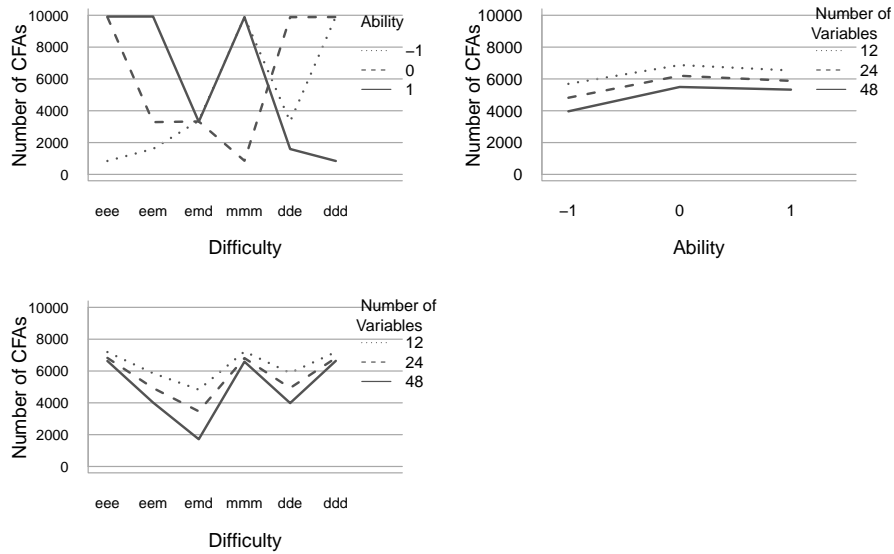 Number of CFAs
10000
8000
6000
4000
2000
0
eee eem emd mmm dde ddd
Difficulty
Ability
−1
0
1
Number of CFAs
10000
8000
6000
4000
2000
0
−1 0 1
Ability
Number of
Variables
12
24
48
Number of CFAs
10000
8000
6000
4000
2000
0
eee eem emd mmm dde ddd
Difficulty
Number of
Variables
12
24
48